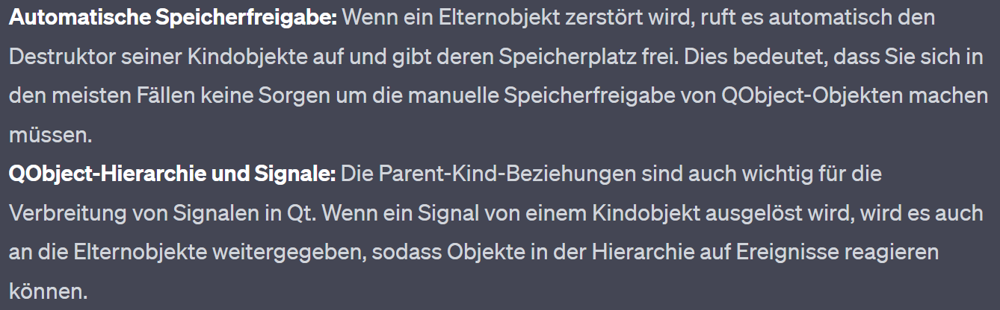 Automatische Speicherfreigabe: Wenn ein Elternobjekt zerstört wird, ruft es automatisch den
Destruktor seiner Kindobjekte auf und gibt deren Speicherplatz frei. Dies bedeutet, dass Sie sich in
den meisten Fällen keine Sorgen um die manuelle Speicherfreigabe von QObject-Objekten machen
müssen.
QObject-Hierarchie und Signale: Die Parent-Kind-Beziehungen sind auch wichtig für die
Verbreitung von Signalen in Qt. Wenn ein Signal von einem Kindobjekt ausgelöst wird, wird es auch
an die Elternobjekte weitergegeben, sodass Objekte in der Hierarchie auf Ereignisse reagieren
können.